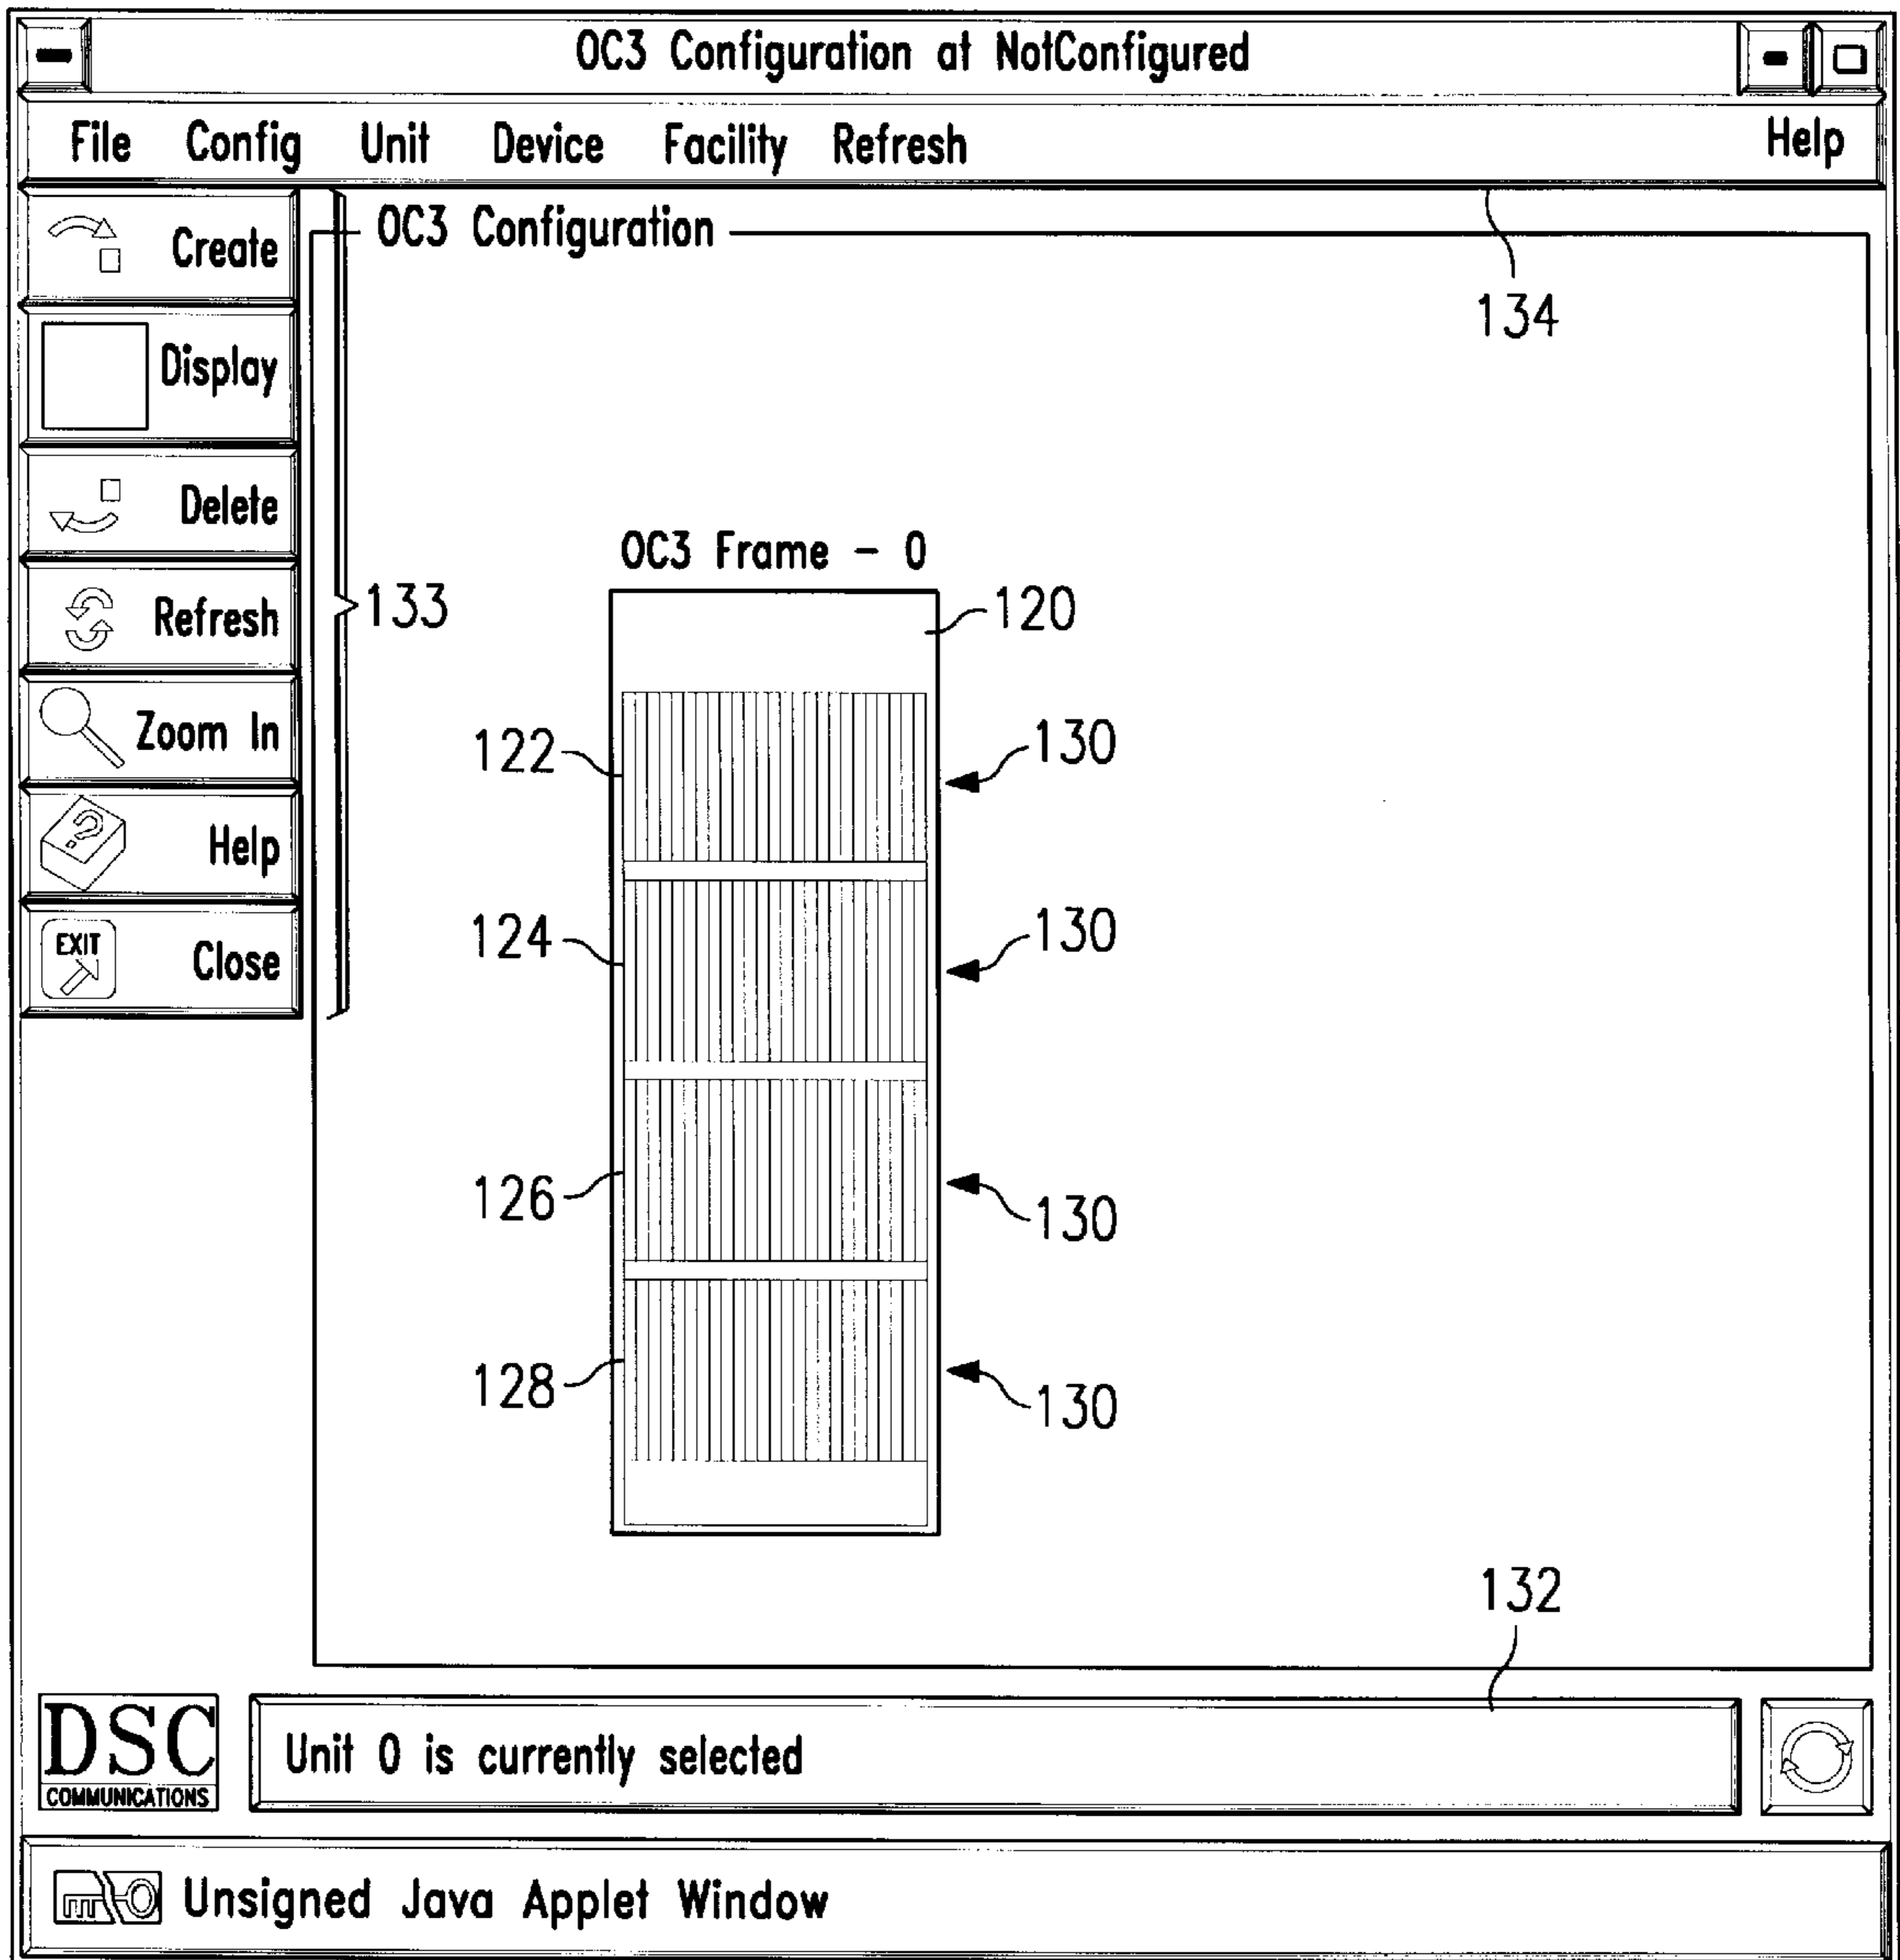 OC3 Configuration at NotConfigured
File Config Unit Device Facility Refresh Help
Create
OC3 Configuration
134
Display
Delete
OC3 Frame - 0
Refresh
133
120
Zoom In
122
130
?
Help
124
130
EXIT
Close
126
130
128
130
132
DSC
COMMUNICATIONS
Unit 0 is currently selected
Unsigned Java Applet Window